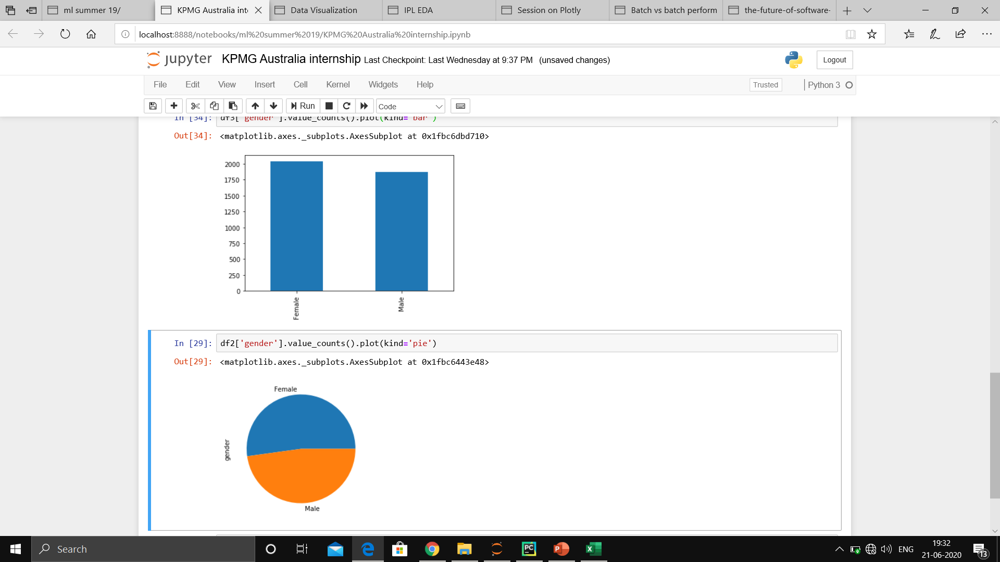 ml summer 19/
KPMG Australia int
Data Visualization
IPL EDA
Session on Plotly
Batch vs batch perform
the-future-of-software-
localhost:8888/notebooks/ml%20summer%2019/KPMG%20Australia%20internship.ipynb
jupyter KPMG Australia internship Last Checkpoint: Last Wednesday at 9:37 PM (unsaved changes)
Logout
File Edit View Insert Cell Kernel Widgets Help
Trusted
Python 3
Run
Code
In [34]: df3['gender'].value_counts().plot(kind='bar')
Out[34]: <matplotlib.axes._subplots.AxesSubplot at 0x1fbc6dbd710>
2000
1750
1500
1250
1000
750
500
250
0
Female
Male
In [29]: df2['gender'].value_counts().plot(kind='pie')
Out[29]: <matplotlib.axes._subplots.AxesSubplot at 0x1fbc6443e48>
Female
gender
Male
Search
PC
P
X
ENG
19:32
21-06-2020
13